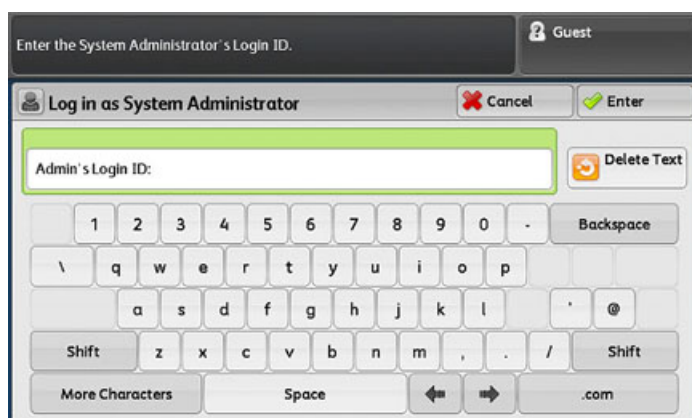 Enter the System Administrator's Login ID.
Guest
Log in as System Administrator
Cancel
Enter
Admin's Login ID:
Delete Text
1 2 3 4 5 6 7 8 9 0 - Backspace
\ q w e r t y u i o p
a s d f g h j k l ' @
Shift z x c v b n m , . / Shift
More Characters Space .com